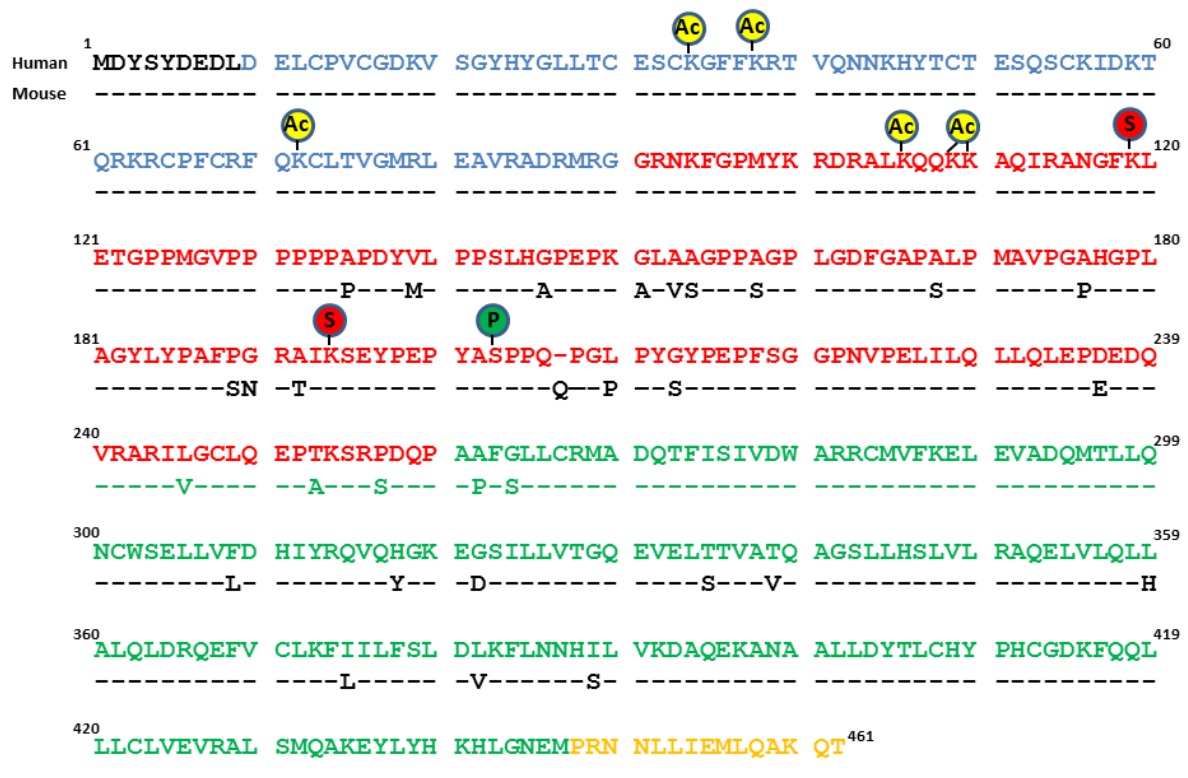 Ac Ac
1 60
Human MDYSYDEDLD ELCPVCGDKV SGYHYGLLTC ESCKGFFKRT VQNNKHYTCT ESQSCKIDKT
Mouse ---------- ---------- ---------- ---------- ---------- ----------
Ac Ac Ac S
61 120
QRKRCPFCRF QKCLTVGMRL EAVRADRMRG GRNKFGPMYK RDRALKQQKK AQIRANGFKL
---------- ---------- ---------- ---------- ---------- ----------
121 180
ETGPPMGVPP PPPPAPDYVL PPSLHGPEPK GLAAGPPAGP LGDFGAPALP MAVPGAHGPL
---------- ----P---M- -----A---- A-VS---S-- -------S-- -----P----
S P
181 239
AGYLYPAFPG RAIKSEYPEP YASPPQ-PGL PYGYPEPFSG GPNVPELILQ LLQLEPDEDQ
--------SN -T-------- ------Q--P --S------- ---------- ------E---
240 299
VRARILGCLQ EPTKSRPDQP AAFGLLCRMA DQTFISIVDW ARRCMVFKEL EVADQMTLLQ
-----V---- --A---S--- -P-S------ ---------- ---------- ----------
300 359
NCWSELLVFD HIYRQVQHGK EGSILLVTGQ EVELTTVATQ AGSLLHSLVL RAQELVLQLL
--------L- -------Y-- -D-------- ----S---V- ---------- ---------H
360 419
ALQLDRQEFV CLKFIILFSL DLKFLNNHIL VKDAQEKANA ALLDYTLCHY PHCGDKFQQL
---------- ----L----- -V------S- ---------- ---------- ----------
420
LLCLVEVRAL SMQAKEYLYH KHLGNEMPRN NLLIEMLQAK QT 461